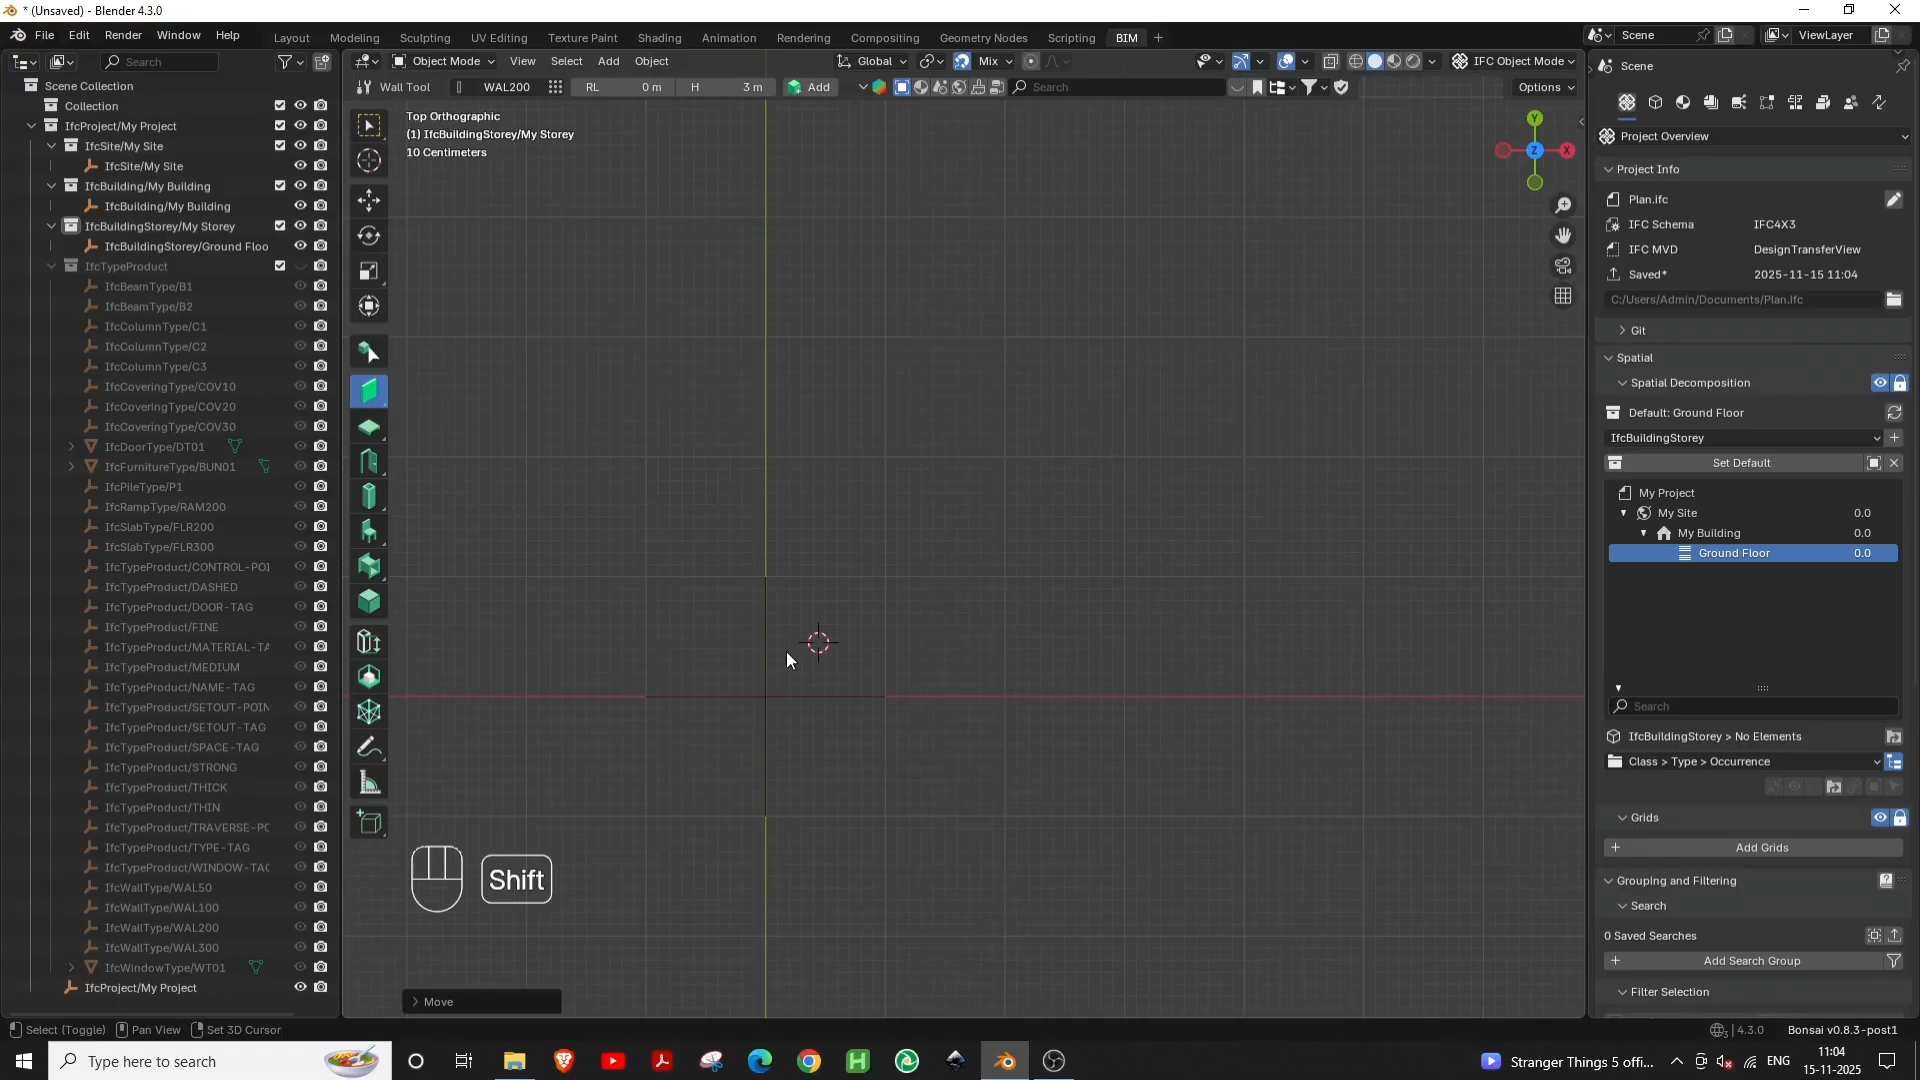 * (Unsaved) - Blender 4.3.0
File Edit Render Window Help
Layout Modeling Sculpting UV Editing Texture Paint Shading Animation Rendering Compositing Geometry Nodes Scripting BIM +
Scene ViewLayer
Search
Object Mode View Select Add Object Global Mix IFC Object Mode
Wall Tool WAL200 RL 0 m H 3 m Add Search Options
Scene Collection
Collection
IfcProject/My Project
IfcSite/My Site
IfcSite/My Site
IfcBuilding/My Building
IfcBuilding/My Building
IfcBuildingStorey/My Storey
IfcBuildingStorey/Ground Floo
IfcTypeProduct
IfcBeamType/B1
IfcBeamType/B2
IfcColumnType/C1
IfcColumnType/C2
IfcColumnType/C3
IfcCoveringType/COV10
IfcCoveringType/COV20
IfcCoveringType/COV30
IfcDoorType/DT01
IfcFurnitureType/BUN01
IfcPileType/P1
IfcRampType/RAM200
IfcSlabType/FLR200
IfcSlabType/FLR300
IfcTypeProduct/CONTROL-POI
IfcTypeProduct/DASHED
IfcTypeProduct/DOOR-TAG
IfcTypeProduct/FINE
IfcTypeProduct/MATERIAL-TA
IfcTypeProduct/MEDIUM
IfcTypeProduct/NAME-TAG
IfcTypeProduct/SETOUT-POIN
IfcTypeProduct/SETOUT-TAG
IfcTypeProduct/SPACE-TAG
IfcTypeProduct/STRONG
IfcTypeProduct/THICK
IfcTypeProduct/THIN
IfcTypeProduct/TRAVERSE-PO
IfcTypeProduct/TYPE-TAG
IfcTypeProduct/WINDOW-TAG
IfcWallType/WAL50
IfcWallType/WAL100
IfcWallType/WAL200
IfcWallType/WAL300
IfcWindowType/WT01
IfcProject/My Project
Top Orthographic
(1) IfcBuildingStorey/My Storey
10 Centimeters
Y
Z X
Shift
Move
Scene
Project Overview
Project Info
Plan.ifc
IFC Schema IFC4X3
IFC MVD DesignTransferView
Saved* 2025-11-15 11:04
C:/Users/Admin/Documents/Plan.ifc
Git
Spatial
Spatial Decomposition
Default: Ground Floor
IfcBuildingStorey
Set Default
My Project
My Site 0.0
My Building 0.0
Ground Floor 0.0
Search
IfcBuildingStorey > No Elements
Class > Type > Occurrence
Grids
Add Grids
Grouping and Filtering
Search
0 Saved Searches
Add Search Group
Filter Selection
Select (Toggle) Pan View Set 3D Cursor
4.3.0 Bonsai v0.8.3-post1
Type here to search
Stranger Things 5 offi...
ENG
11:04
15-11-2025